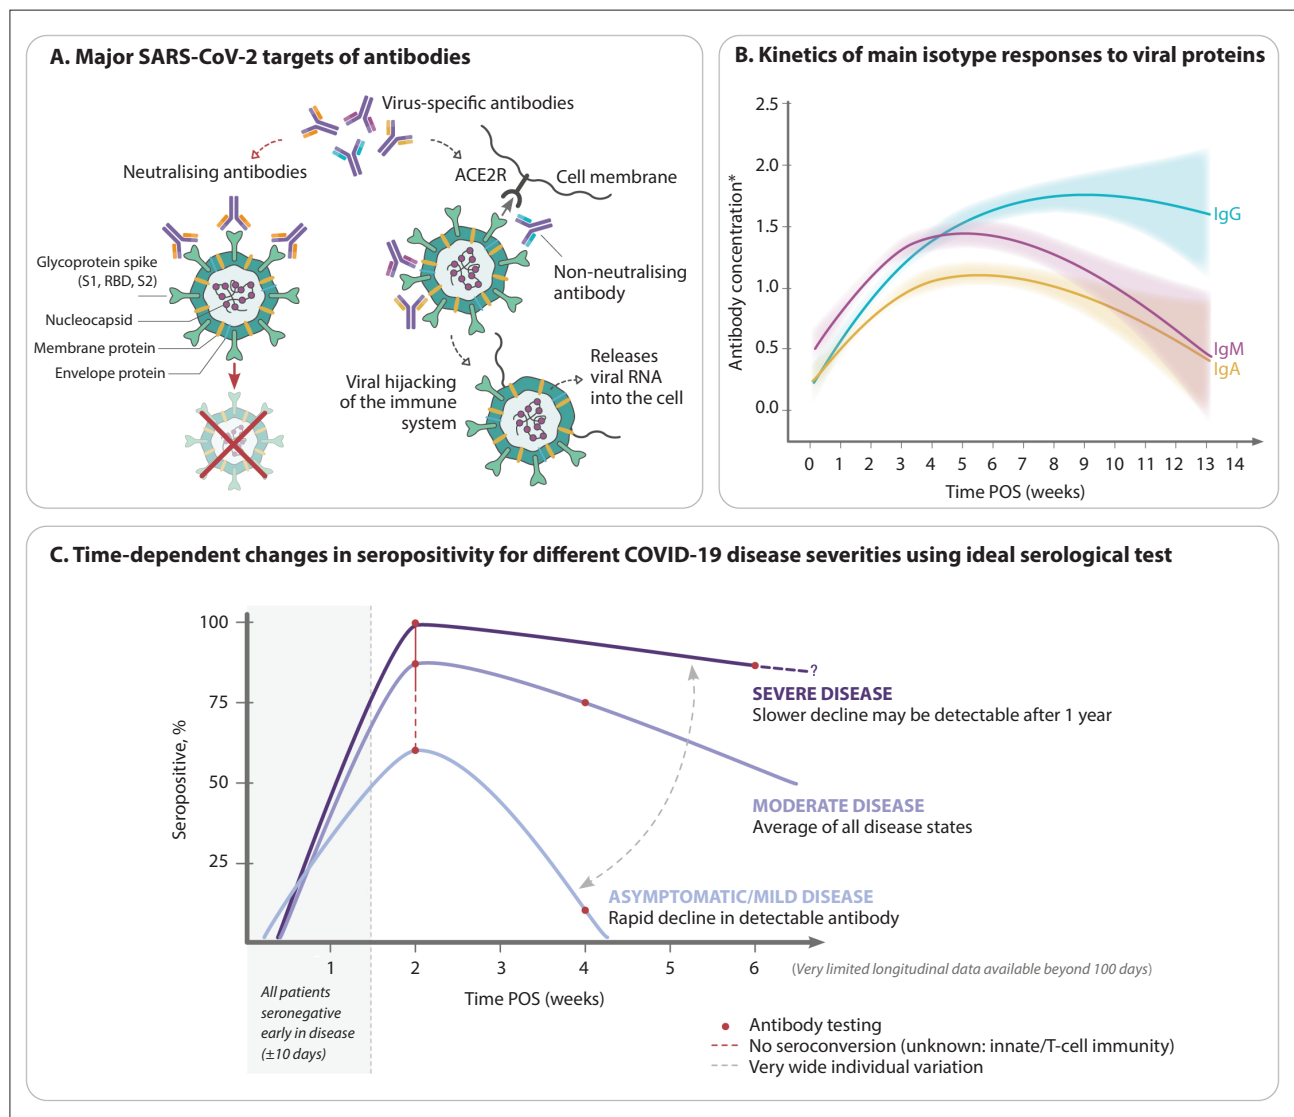 A. Major SARS-CoV-2 targets of antibodies
Virus-specific antibodies
Neutralising antibodies
ACE2R
Cell membrane
Glycoprotein spike
(S1, RBD, S2)
Nucleocapsid
Membrane protein
Envelope protein
Non-neutralising
antibody
Viral hijacking
of the immune
system
Releases
viral RNA
into the cell
B. Kinetics of main isotype responses to viral proteins
Antibody concentration*
2.5
2.0
1.5
1.0
0.5
0.0
IgG
IgM
IgA
0 1 2 3 4 5 6 7 8 9 10 11 12 13 14
Time POS (weeks)
C. Time-dependent changes in seropositivity for different COVID-19 disease severities using ideal serological test
Seropositive, %
100
75
50
25
?
SEVERE DISEASE
Slower decline may be detectable after 1 year
MODERATE DISEASE
Average of all disease states
ASYMPTOMATIC/MILD DISEASE
Rapid decline in detectable antibody
1 2 3 4 5 6
(Very limited longitudinal data available beyond 100 days)
Time POS (weeks)
All patients
seronegative
early in disease
(±10 days)
Antibody testing
No seroconversion (unknown: innate/T-cell immunity)
Very wide individual variation